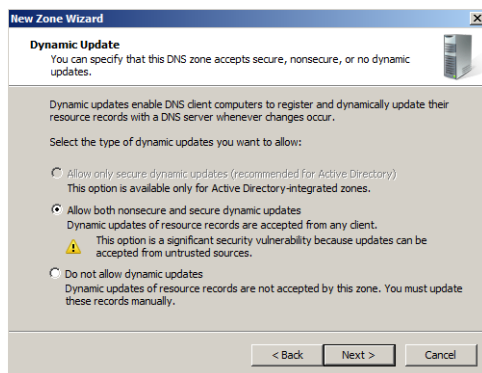 New Zone Wizard
Dynamic Update
You can specify that this DNS zone accepts secure, nonsecure, or no dynamic
updates.
Dynamic updates enable DNS client computers to register and dynamically update their
resource records with a DNS server whenever changes occur.
Select the type of dynamic updates you want to allow:
Allow only secure dynamic updates (recommended for Active Directory)
This option is available only for Active Directory-integrated zones.
Allow both nonsecure and secure dynamic updates
Dynamic updates of resource records are accepted from any client.
This option is a significant security vulnerability because updates can be
accepted from untrusted sources.
Do not allow dynamic updates
Dynamic updates of resource records are not accepted by this zone. You must update
these records manually.
< Back Next > Cancel